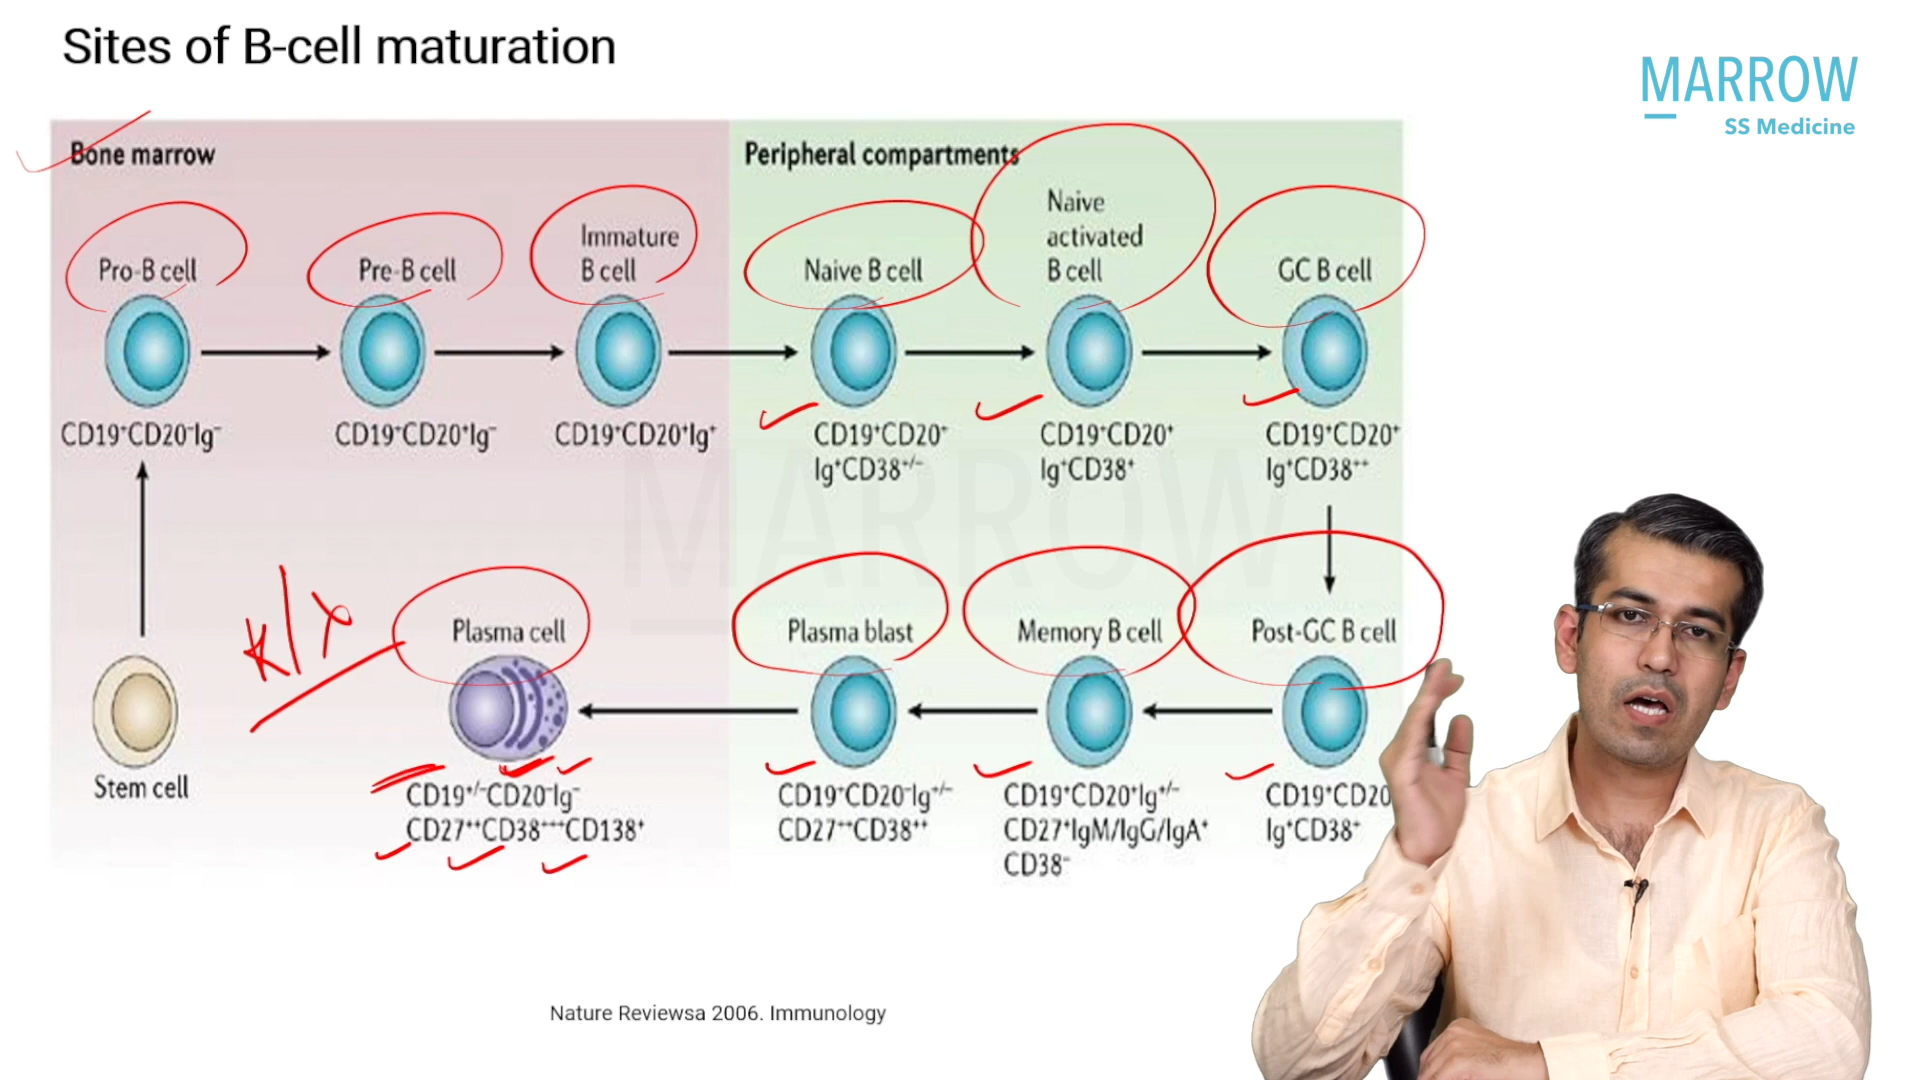 Sites of B-cell maturation
MARROW
SS Medicine
Bone marrow
Peripheral compartments
Pro-B cell
Pre-B cell
Immature
B cell
Naive B cell
Naive
activated
B cell
GC B cell
CD19⁺CD20⁻Ig⁻
CD19⁺CD20⁺Ig⁻
CD19⁺CD20⁺Ig⁺
CD19⁺CD20⁺
Ig⁺CD38⁺/⁻
CD19⁺CD20⁺
Ig⁺CD38⁺
CD19⁺CD20⁺
Ig⁺CD38⁺⁺
MARROW
Stem cell
Plasma cell
CD19⁺/⁻CD20⁻Ig⁻
CD27⁺⁺CD38⁺⁺⁺CD138⁺
Plasma blast
CD19⁺CD20⁻Ig⁺/⁻
CD27⁺⁺CD38⁺⁺
Memory B cell
CD19⁺CD20⁺Ig⁺/⁻
CD27⁺IgM/IgG/IgA⁺
CD38⁻
Post-GC B cell
CD19⁺CD20
Ig⁺CD38⁺
Nature Reviewsa 2006. Immunology